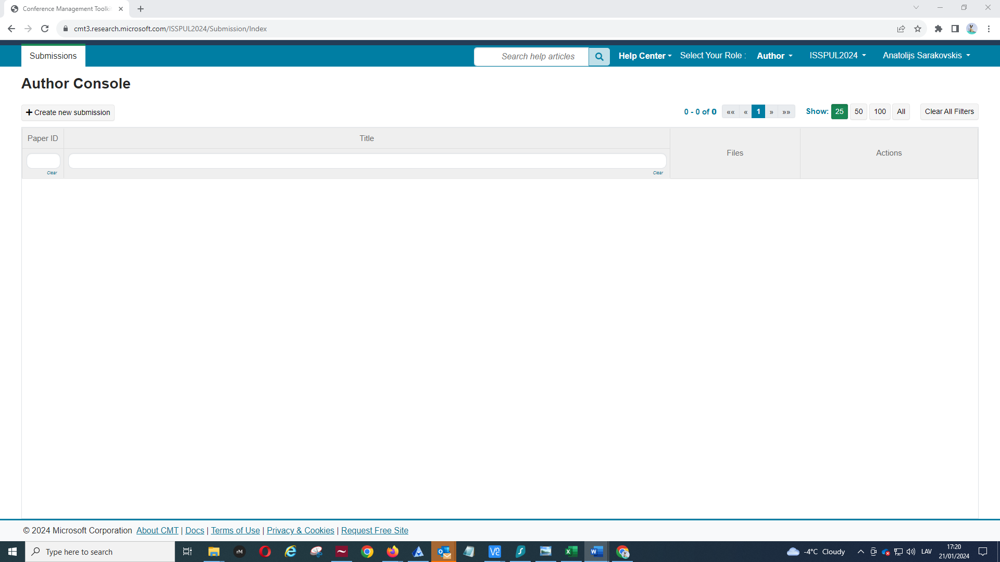 Conference Management Toolki
cmt3.research.microsoft.com/ISSPUL2024/Submission/Index
Submissions
Search help articles
Help Center
Select Your Role :
Author
ISSPUL2024
Anatolijs Sarakovskis
Author Console
+ Create new submission
0 - 0 of 0
«« « 1 » »»
Show: 25 50 100 All
Clear All Filters
Paper ID
Title
Files
Actions
Clear
Clear
© 2024 Microsoft Corporation About CMT | Docs | Terms of Use | Privacy & Cookies | Request Free Site
Type here to search
rM
-4°C Cloudy
LAV
17:20
21/01/2024